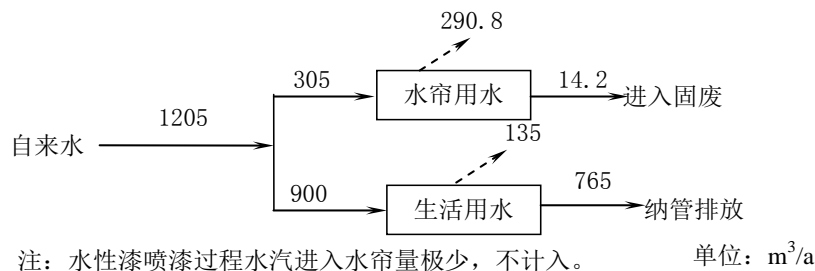 290.8
305
水帘用水
14.2
进入固废
1205
自来水
135
900
生活用水
765
纳管排放
注：水性漆喷漆过程水汽进入水帘量极少，不计入。
单位：m³/a